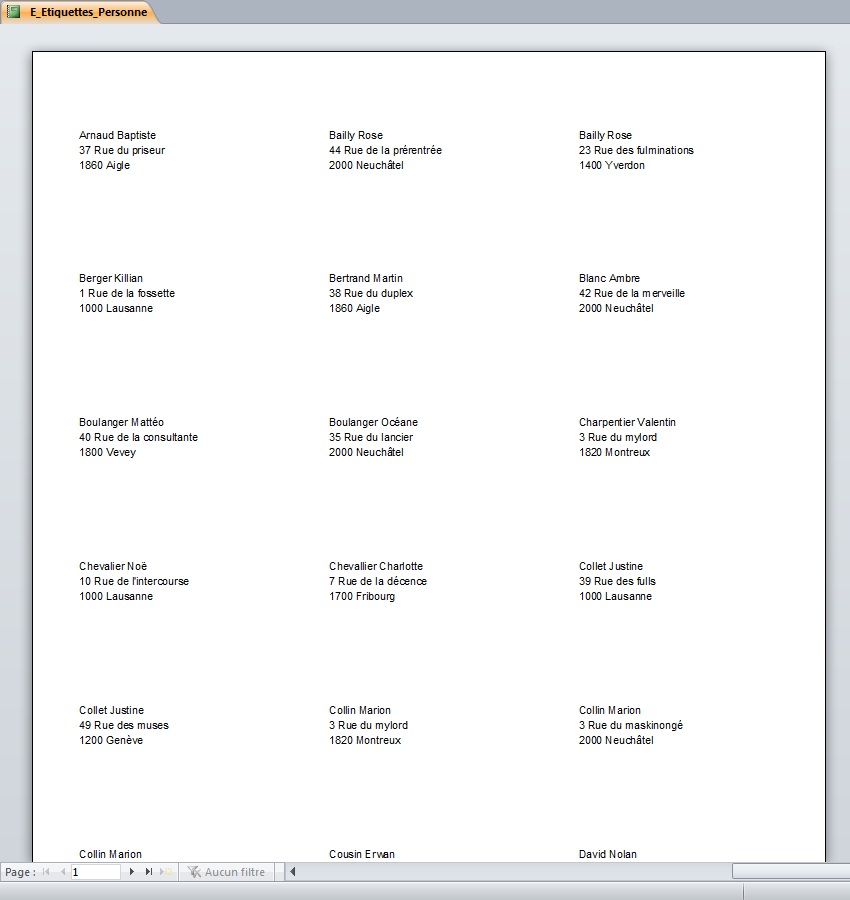 E_Etiquettes_Personne
Arnaud Baptiste
37 Rue du priseur
1860 Aigle
Bailly Rose
44 Rue de la prérentrée
2000 Neuchâtel
Bailly Rose
23 Rue des fulminations
1400 Yverdon
Berger Killian
1 Rue de la fossette
1000 Lausanne
Bertrand Martin
38 Rue du duplex
1860 Aigle
Blanc Ambre
42 Rue de la merveille
2000 Neuchâtel
Boulanger Mattéo
40 Rue de la consultante
1800 Vevey
Boulanger Océane
35 Rue du lancier
2000 Neuchâtel
Charpentier Valentin
3 Rue du mylord
1820 Montreux
Chevalier Noë
10 Rue de l'intercourse
1000 Lausanne
Chevallier Charlotte
7 Rue de la décence
1700 Fribourg
Collet Justine
39 Rue des fulls
1000 Lausanne
Collet Justine
49 Rue des muses
1200 Genève
Collin Marion
3 Rue du mylord
1820 Montreux
Collin Marion
3 Rue du maskinongé
2000 Neuchâtel
Collin Marion
Cousin Erwan
David Nolan
Page : 1 Aucun filtre